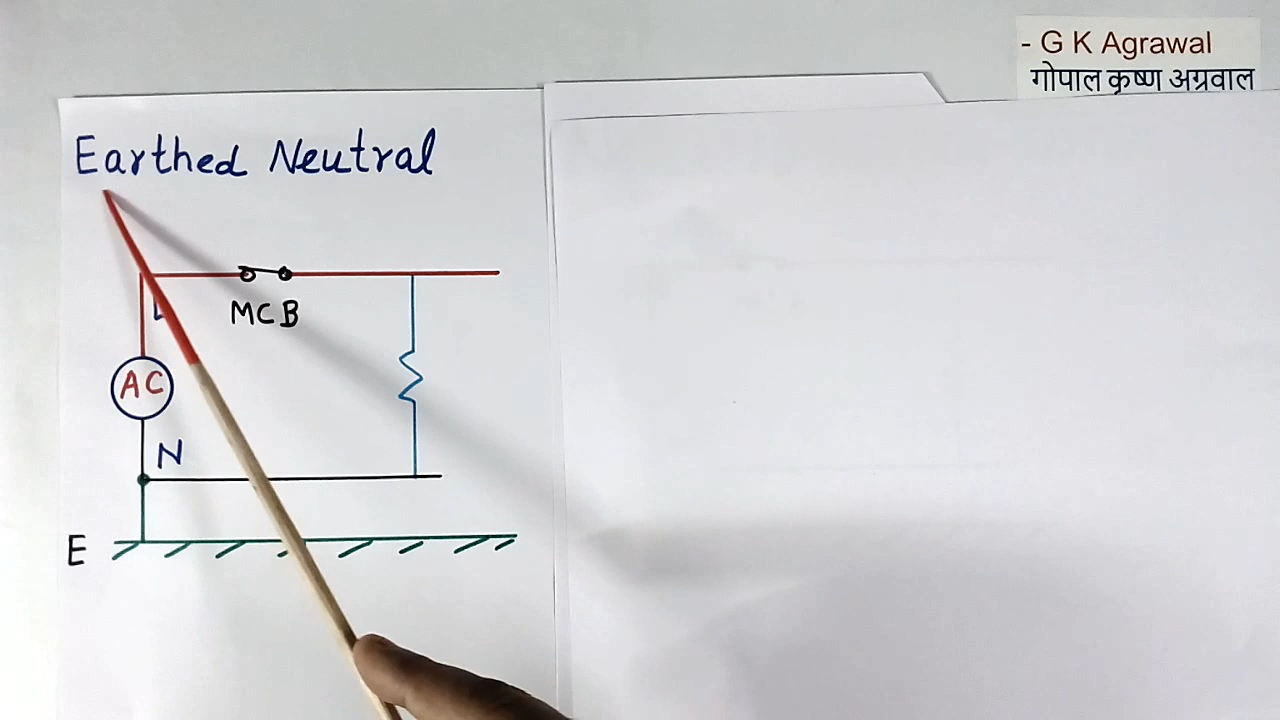 - G K Agrawal
गोपाल कृष्ण अग्रवाल
Earthed Neutral
MCB
L
AC
N
E